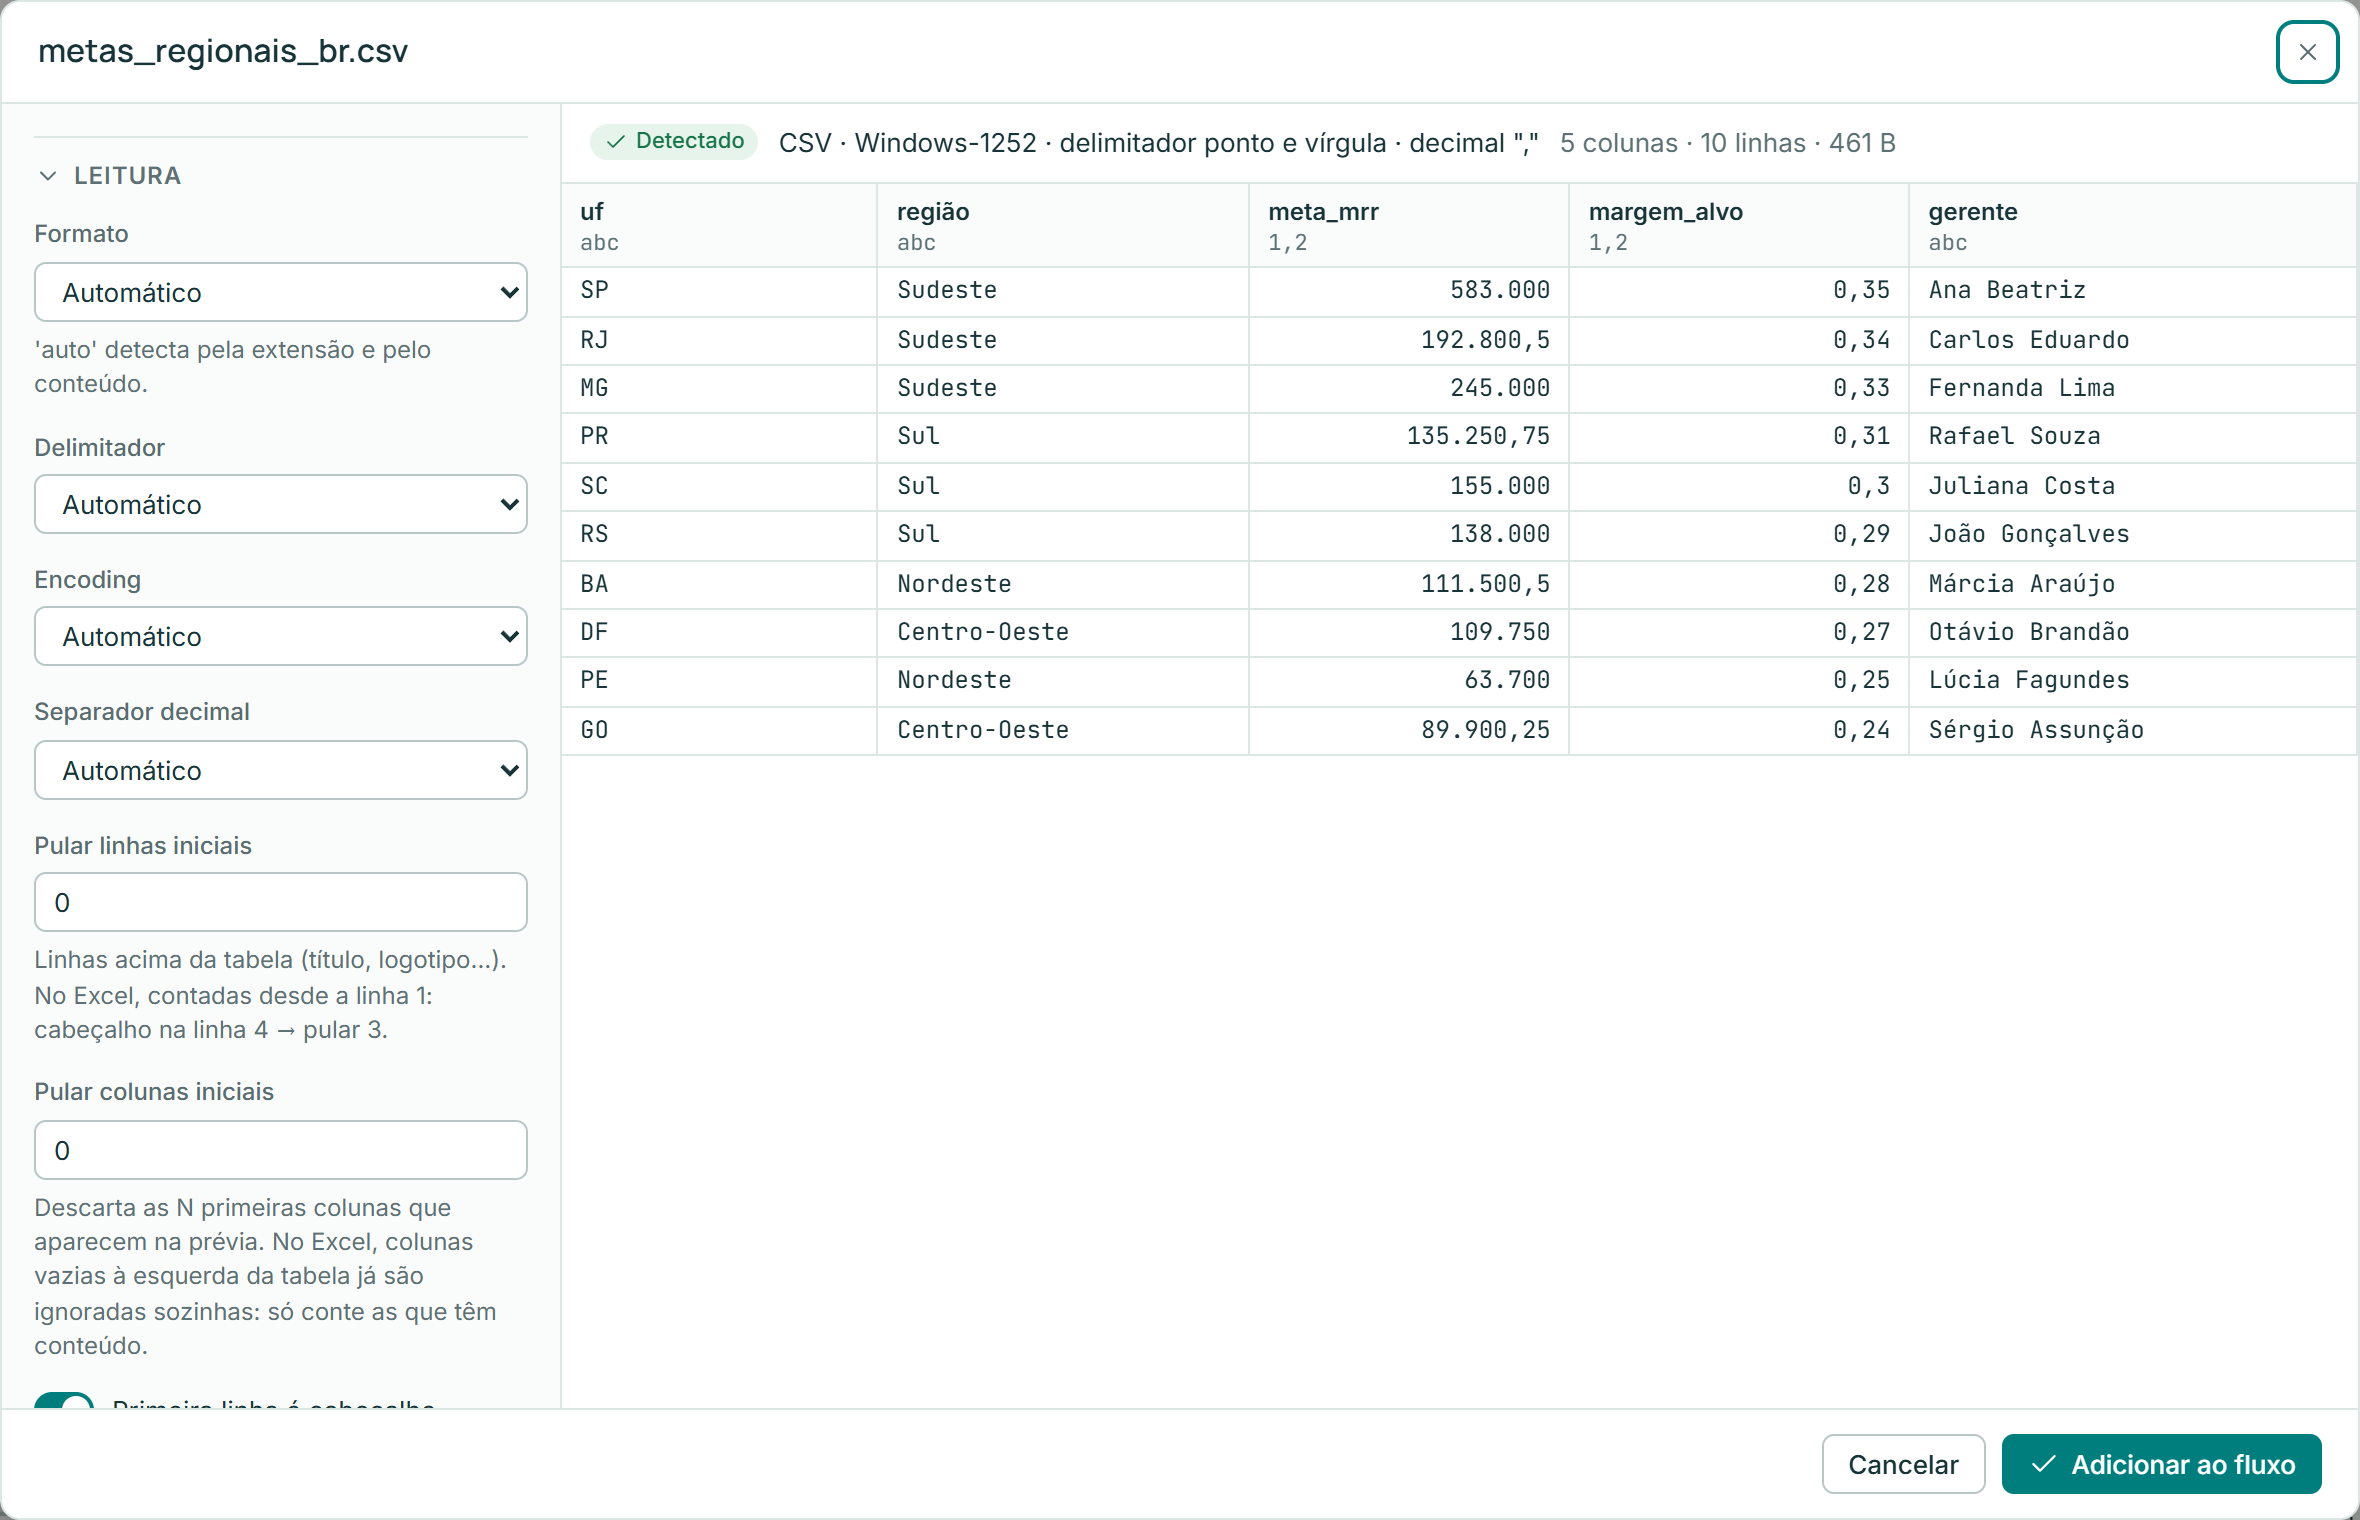 metas_regionais_br.csv
LEITURA
Formato
Automático
'auto' detecta pela extensão e pelo
conteúdo.
Delimitador
Automático
Encoding
Automático
Separador decimal
Automático
Pular linhas iniciais
0
Linhas acima da tabela (título, logotipo...).
No Excel, contadas desde a linha 1:
cabeçalho na linha 4 → pular 3.
Pular colunas iniciais
0
Descarta as N primeiras colunas que
aparecem na prévia. No Excel, colunas
vazias à esquerda da tabela já são
ignoradas sozinhas: só conte as que têm
conteúdo.
Primeira linha é cabeçalho
Detectado CSV · Windows-1252 · delimitador ponto e vírgula · decimal "," 5 colunas · 10 linhas · 461 B
uf região meta_mrr margem_alvo gerente
abc abc 1,2 1,2 abc
SP Sudeste 583.000 0,35 Ana Beatriz
RJ Sudeste 192.800,5 0,34 Carlos Eduardo
MG Sudeste 245.000 0,33 Fernanda Lima
PR Sul 135.250,75 0,31 Rafael Souza
SC Sul 155.000 0,3 Juliana Costa
RS Sul 138.000 0,29 João Gonçalves
BA Nordeste 111.500,5 0,28 Márcia Araújo
DF Centro-Oeste 109.750 0,27 Otávio Brandão
PE Nordeste 63.700 0,25 Lúcia Fagundes
GO Centro-Oeste 89.900,25 0,24 Sérgio Assunção
Cancelar
Adicionar ao fluxo